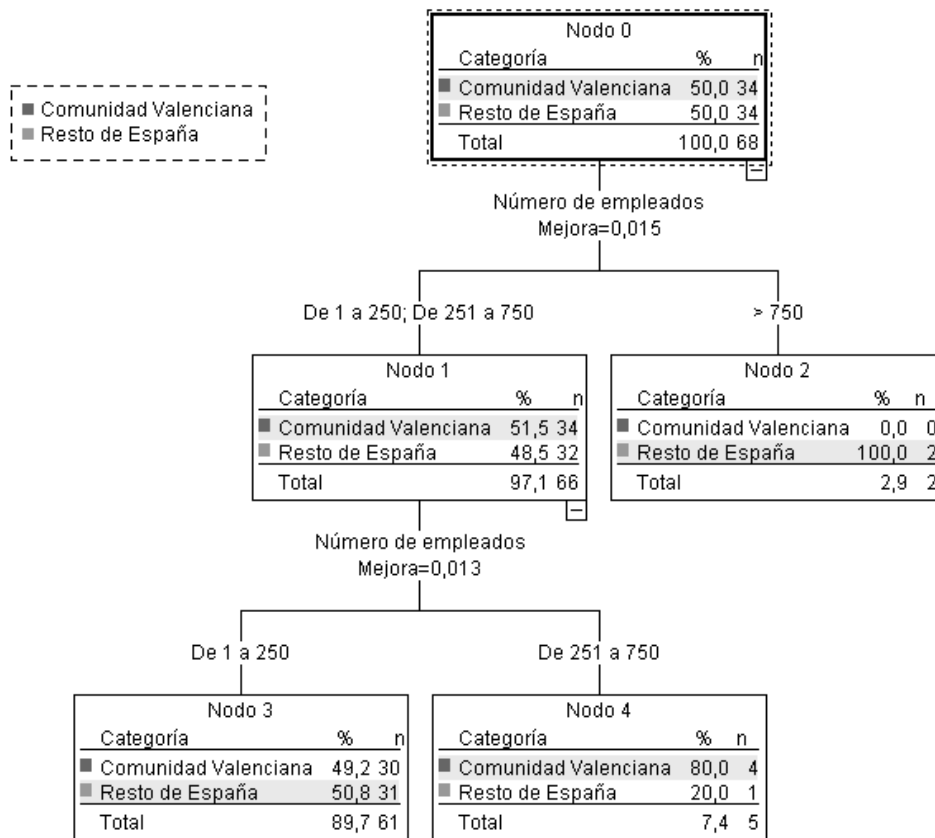 Nodo 0
Categoría % n
Comunidad Valenciana 50,0 34
Resto de España 50,0 34
Total 100,0 68
Comunidad Valenciana
Resto de España
Número de empleados
Mejora=0,015
De 1 a 250; De 251 a 750
> 750
Nodo 1
Categoría % n
Comunidad Valenciana 51,5 34
Resto de España 48,5 32
Total 97,1 66
Nodo 2
Categoría % n
Comunidad Valenciana 0,0 0
Resto de España 100,0 2
Total 2,9 2
Número de empleados
Mejora=0,013
De 1 a 250
De 251 a 750
Nodo 3
Categoría % n
Comunidad Valenciana 49,2 30
Resto de España 50,8 31
Total 89,7 61
Nodo 4
Categoría % n
Comunidad Valenciana 80,0 4
Resto de España 20,0 1
Total 7,4 5